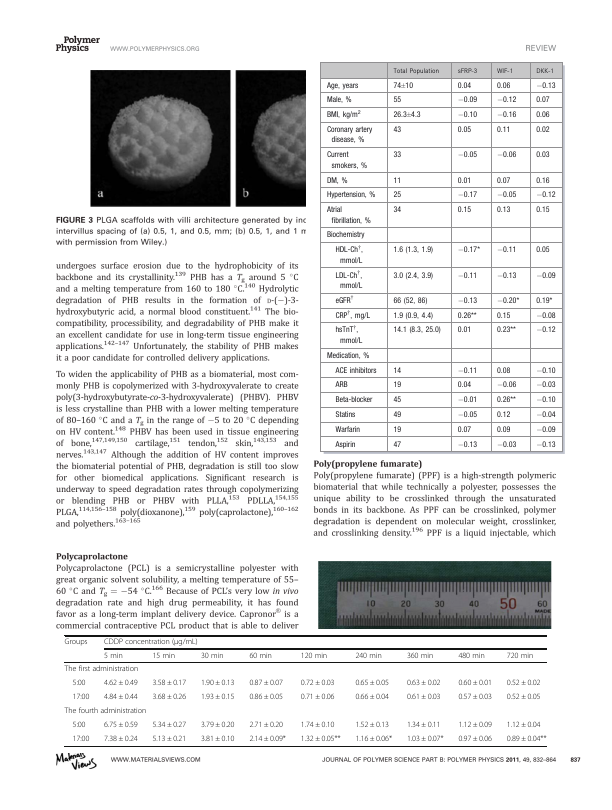 Polymer
Physics
WWW.POLYMERPHYSICS.ORG
REVIEW
a
b
FIGURE 3 PLGA scaffolds with villi architecture generated by inc
intervillus spacing of (a) 0.5, 1, and 0.5, mm; (b) 0.5, 1, and 1 m
with permission from Wiley.)
undergoes surface erosion due to the hydrophobicity of its
backbone and its crystallinity.139 PHB has a Tg around 5 °C
and a melting temperature from 160 to 180 °C.140 Hydrolytic
degradation of PHB results in the formation of D-(−)-3-
hydroxybutyric acid, a normal blood constituent.141 The bio-
compatibility, processibility, and degradability of PHB make it
an excellent candidate for use in long-term tissue engineering
applications.142–147 Unfortunately, the stability of PHB makes
it a poor candidate for controlled delivery applications.
To widen the applicability of PHB as a biomaterial, most com-
monly PHB is copolymerized with 3-hydroxyvalerate to create
poly(3-hydroxybutyrate-co-3-hydroxyvalerate) (PHBV). PHBV
is less crystalline than PHB with a lower melting temperature
of 80–160 °C and a Tg in the range of −5 to 20 °C depending
on HV content.148 PHBV has been used in tissue engineering
of bone,147,149,150 cartilage,151 tendon,152 skin,143,153 and
nerves.143,147 Although the addition of HV content improves
the biomaterial potential of PHB, degradation is still too slow
for other biomedical applications. Significant research is
underway to speed degradation rates through copolymerizing
or blending PHB or PHBV with PLLA,153 PDLLA,154,155
PLGA,114,156–158 poly(dioxanone),159 poly(caprolactone),160–162
and polyethers.163–165
Polycaprolactone
Polycaprolactone (PCL) is a semicrystalline polyester with
great organic solvent solubility, a melting temperature of 55–
60 °C and Tg = −54 °C.166 Because of PCL's very low in vivo
degradation rate and high drug permeability, it has found
favor as a long-term implant delivery device. Capronor® is a
commercial contraceptive PCL product that is able to deliver
Total Population sFRP-3 WIF-1 DKK-1
Age, years 74±10 0.04 0.06 −0.13
Male, % 55 −0.09 −0.12 0.07
BMI, kg/m2 26.3±4.3 −0.10 −0.16 0.06
Coronary artery 43 0.05 0.11 0.02
disease, %
Current 33 −0.05 −0.06 0.03
smokers, %
DM, % 11 0.01 0.07 0.16
Hypertension, % 25 −0.17 −0.05 −0.12
Atrial 34 0.15 0.13 0.15
fibrillation, %
Biochemistry
HDL-Ch†, 1.6 (1.3, 1.9) −0.17* −0.11 0.05
mmol/L
LDL-Ch†, 3.0 (2.4, 3.9) −0.11 −0.13 −0.09
mmol/L
eGFR† 66 (52, 86) −0.13 −0.20* 0.19*
CRP†, mg/L 1.9 (0.9, 4.4) 0.26** 0.15 −0.08
hsTnT†, 14.1 (8.3, 25.0) 0.01 0.23** −0.12
mmol/L
Medication, %
ACE inhibitors 14 −0.11 0.08 −0.10
ARB 19 0.04 −0.06 −0.03
Beta-blocker 45 −0.01 0.26** −0.10
Statins 49 −0.05 0.12 −0.04
Warfarin 19 0.07 0.09 −0.09
Aspirin 47 −0.13 −0.03 −0.13
Poly(propylene fumarate)
Poly(propylene fumarate) (PPF) is a high-strength polymeric
biomaterial that while technically a polyester, possesses the
unique ability to be crosslinked through the unsaturated
bonds in its backbone. As PPF can be crosslinked, polymer
degradation is dependent on molecular weight, crosslinker,
and crosslinking density.196 PPF is a liquid injectable, which
10 20 30 40 50 60
MADE
Groups CDDP concentration (μg/mL)
5 min 15 min 30 min 60 min 120 min 240 min 360 min 480 min 720 min
The first administration
5:00 4.62 ± 0.49 3.58 ± 0.17 1.90 ± 0.13 0.87 ± 0.07 0.72 ± 0.03 0.65 ± 0.05 0.63 ± 0.02 0.60 ± 0.01 0.52 ± 0.02
17:00 4.84 ± 0.44 3.68 ± 0.26 1.93 ± 0.15 0.86 ± 0.05 0.71 ± 0.06 0.66 ± 0.04 0.61 ± 0.03 0.57 ± 0.03 0.52 ± 0.05
The fourth administration
5:00 6.75 ± 0.59 5.34 ± 0.27 3.79 ± 0.20 2.71 ± 0.20 1.74 ± 0.10 1.52 ± 0.13 1.34 ± 0.11 1.12 ± 0.09 1.12 ± 0.04
17:00 7.38 ± 0.24 5.13 ± 0.21 3.81 ± 0.10 2.14 ± 0.09* 1.32 ± 0.05** 1.16 ± 0.06* 1.03 ± 0.07* 0.97 ± 0.06 0.89 ± 0.04**
Materials
Views
WWW.MATERIALSVIEWS.COM
JOURNAL OF POLYMER SCIENCE PART B: POLYMER PHYSICS 2011, 49, 832–864 837